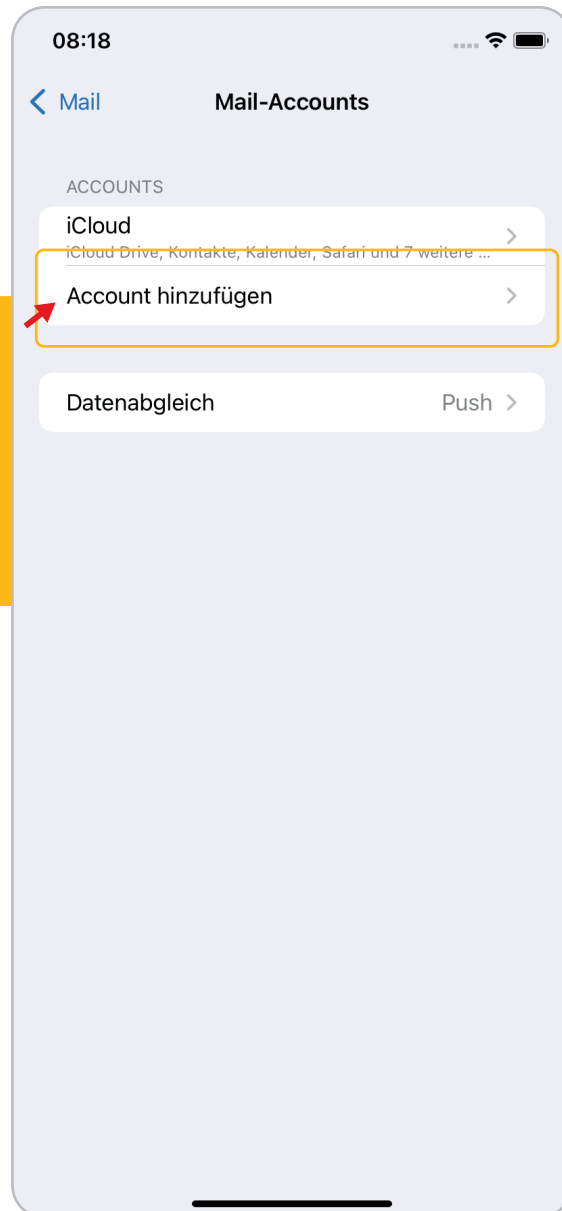 08:18
Mail
Mail-Accounts
ACCOUNTS
iCloud
iCloud Drive, Kontakte, Kalender, Safari und 7 weitere ...
Account hinzufügen
Datenabgleich
Push